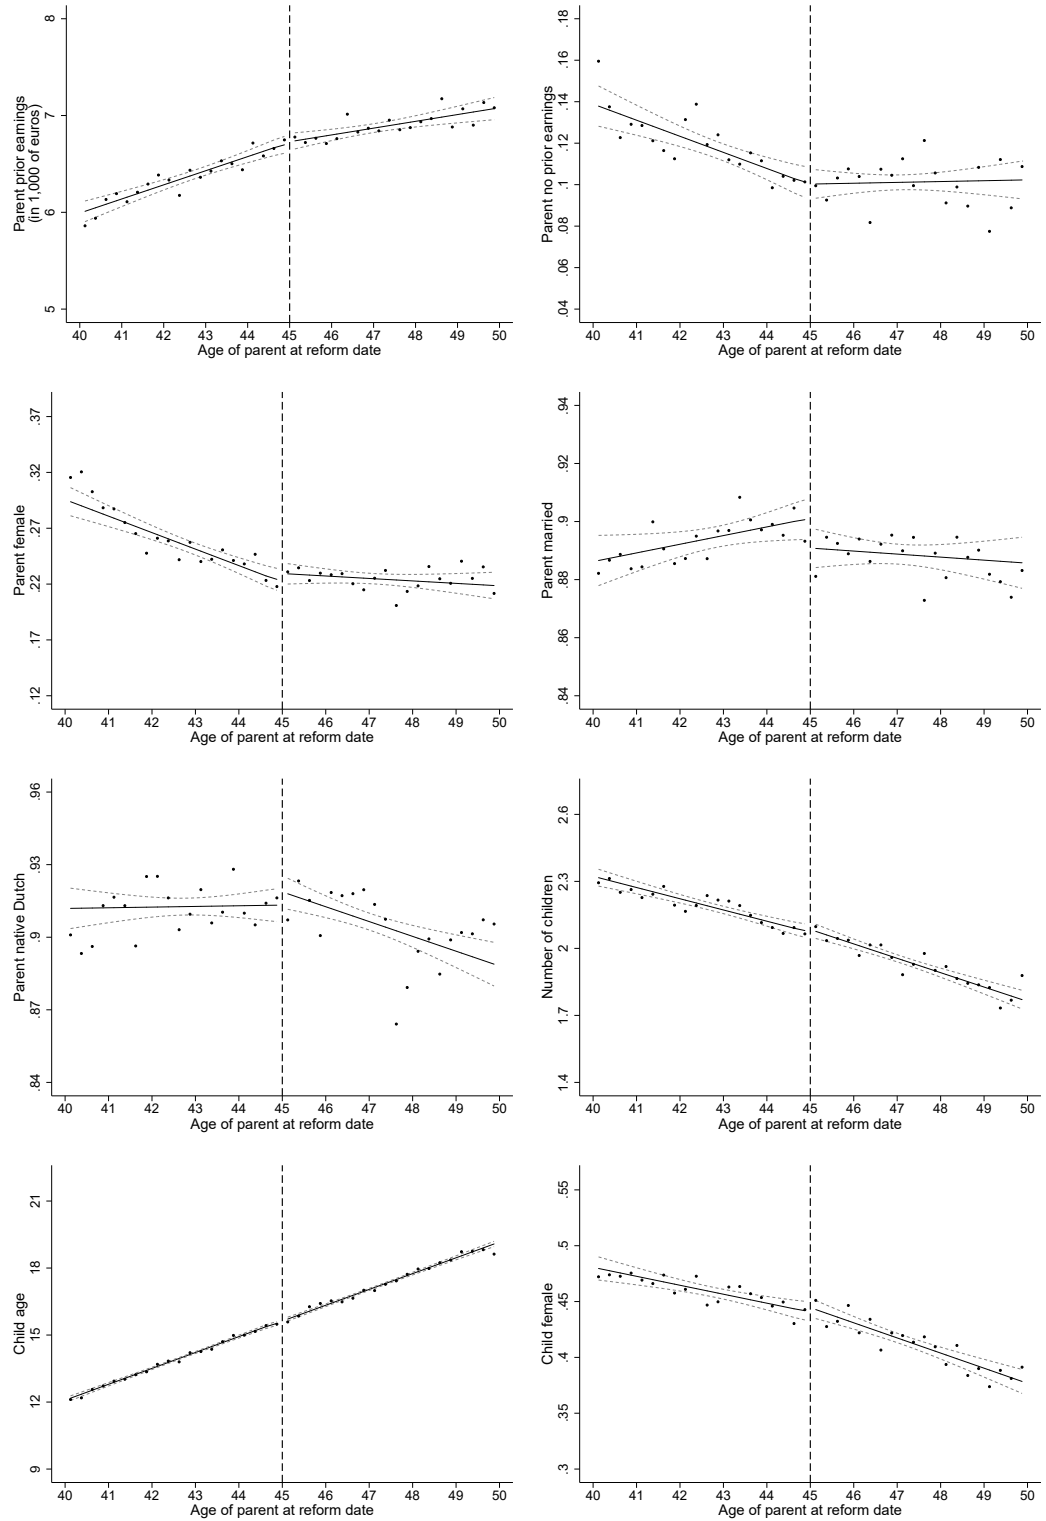 Parent prior earnings
(in 1,000 of euros)
8
7
6
5
40 41 42 43 44 45 46 47 48 49 50
Age of parent at reform date
Parent no prior earnings
.18
.16
.14
.12
.1
.08
.06
.04
40 41 42 43 44 45 46 47 48 49 50
Age of parent at reform date
Parent female
.37
.32
.27
.22
.17
.12
40 41 42 43 44 45 46 47 48 49 50
Age of parent at reform date
Parent married
.94
.92
.9
.88
.86
.84
40 41 42 43 44 45 46 47 48 49 50
Age of parent at reform date
Parent native Dutch
.96
.93
.9
.87
.84
40 41 42 43 44 45 46 47 48 49 50
Age of parent at reform date
Number of children
2.6
2.3
2
1.7
1.4
40 41 42 43 44 45 46 47 48 49 50
Age of parent at reform date
Child age
21
18
15
12
9
40 41 42 43 44 45 46 47 48 49 50
Age of parent at reform date
Child female
.55
.5
.45
.4
.35
.3
40 41 42 43 44 45 46 47 48 49 50
Age of parent at reform date